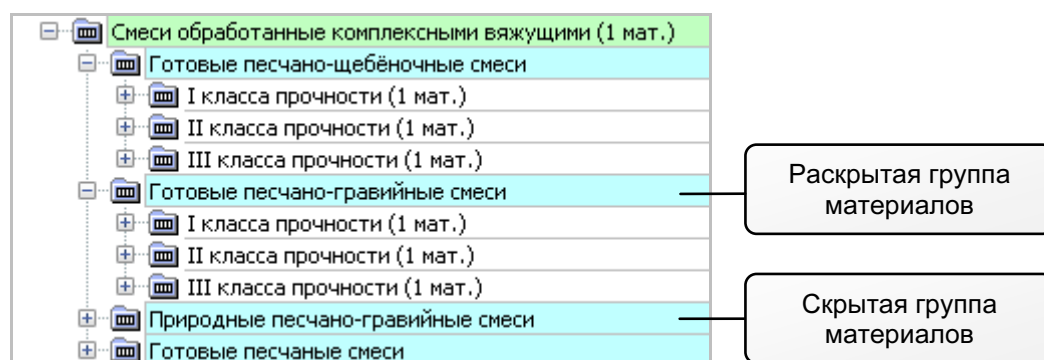 Смеси обработанные комплексными вяжущими (1 мат.)
Готовые песчано-щебёночные смеси
I класса прочности (1 мат.)
II класса прочности (1 мат.)
III класса прочности (1 мат.)
Готовые песчано-гравийные смеси
I класса прочности (1 мат.)
II класса прочности (1 мат.)
III класса прочности (1 мат.)
Природные песчано-гравийные смеси
Готовые песчаные смеси
Раскрытая группа
материалов
Скрытая группа
материалов